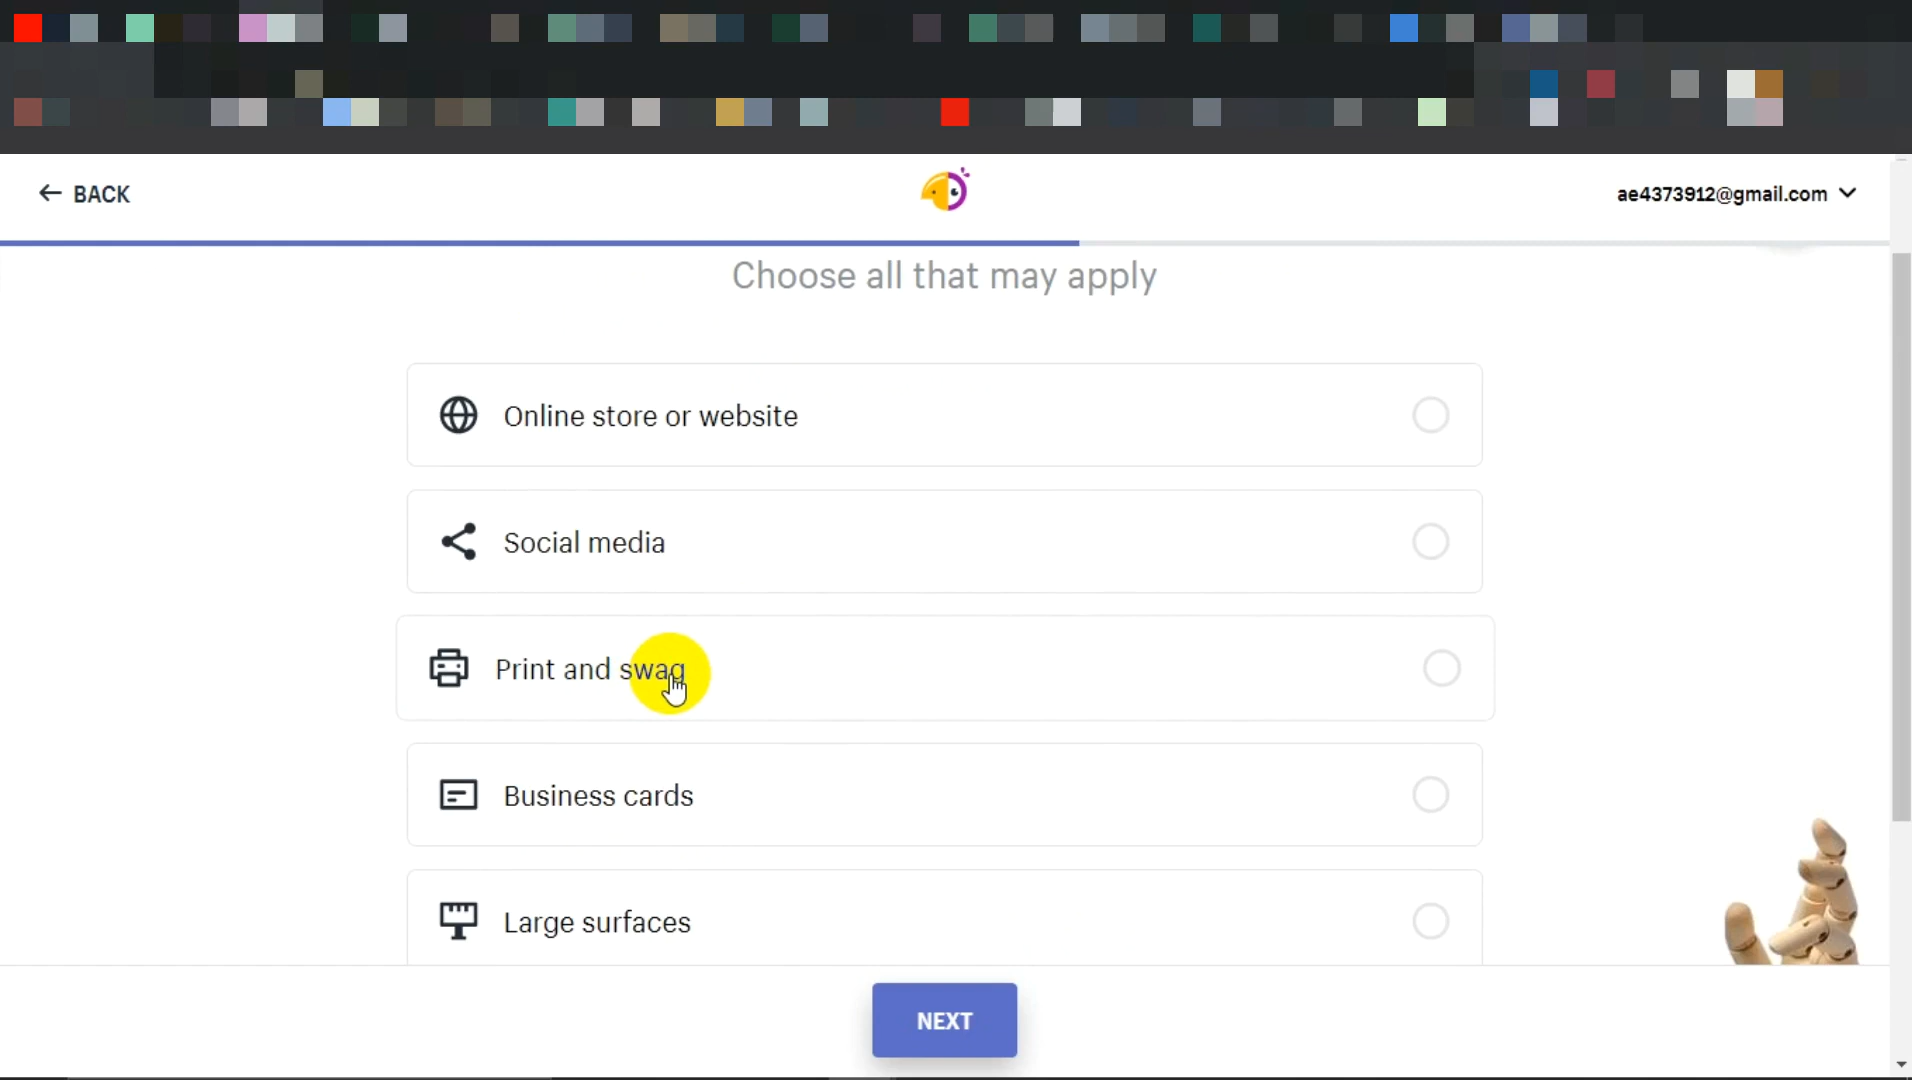 BACK
ae4373912@gmail.com
Choose all that may apply
Online store or website
Social media
Print and swag
Business cards
Large surfaces
NEXT